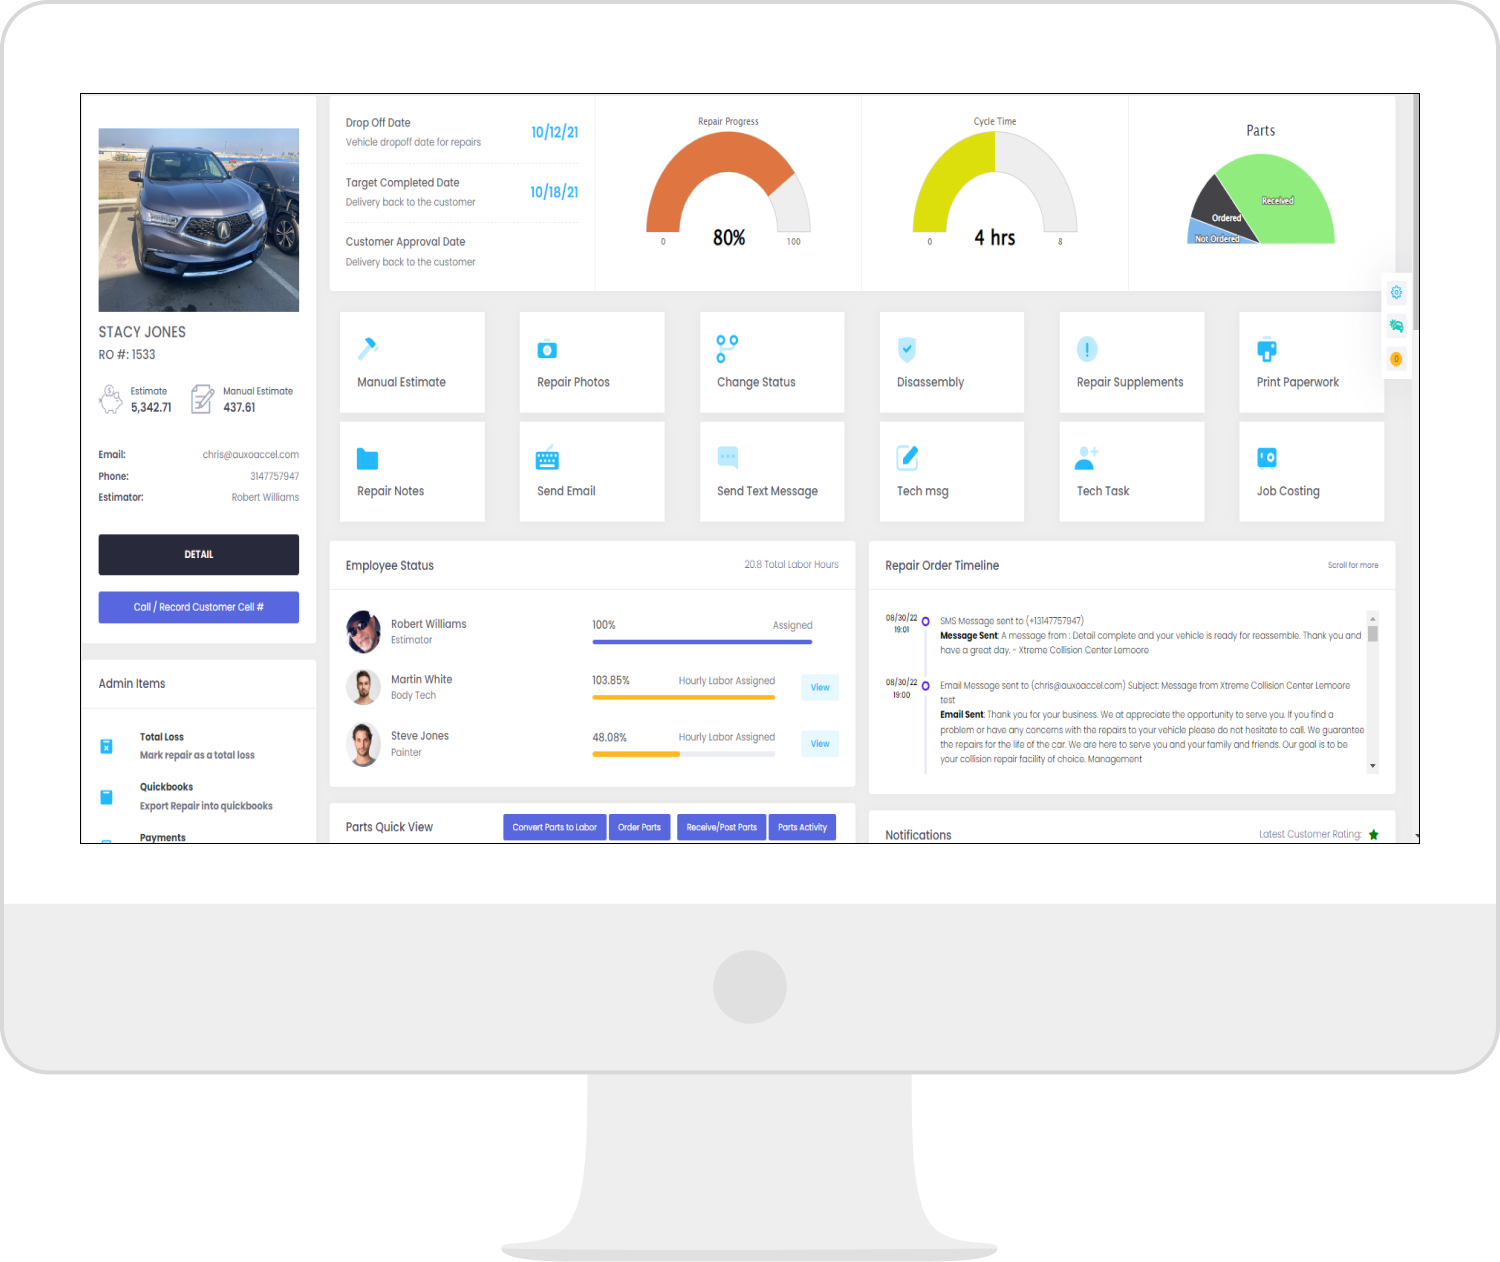 STACY JONES
RO #: 1533
Estimate
5,342.71
Manual Estimate
437.61
Email: chris@auxoaccel.com
Phone: 3147757947
Estimator: Robert Williams
DETAIL
Call / Record Customer Cell #
Admin Items
Total Loss
Mark repair as a total loss
Quickbooks
Export Repair into quickbooks
Payments
Drop Off Date
Vehicle dropoff date for repairs
10/12/21
Target Completed Date
Delivery back to the customer
10/18/21
Customer Approval Date
Delivery back to the customer
Repair Progress
80%
0
100
Cycle Time
4 hrs
0
8
Parts
Received
Ordered
Not Ordered
Manual Estimate
Repair Photos
Change Status
Disassembly
Repair Supplements
Print Paperwork
Repair Notes
Send Email
Send Text Message
Tech msg
Tech Task
Job Costing
Employee Status
20.8 Total Labor Hours
Robert Williams
Estimator
100%
Assigned
Martin White
Body Tech
103.85%
Hourly Labor Assigned
View
Steve Jones
Painter
48.08%
Hourly Labor Assigned
View
Parts Quick View
Convert Parts to Labor
Order Parts
Receive/Post Parts
Parts Activity
Repair Order Timeline
Scroll for more
08/30/22
19:01
SMS Message sent to (+13147757947)
Message Sent: A message from : Detail complete and your vehicle is ready for reassemble. Thank you and
have a great day. - Xtreme Collision Center Lemoore
08/30/22
19:00
Email Message sent to (chris@auxoaccel.com) Subject: Message from Xtreme Collision Center Lemoore
test
Email Sent: Thank you for your business. We at appreciate the opportunity to serve you. If you find a
problem or have any concerns with the repairs to your vehicle please do not hesitate to call. We guarantee
the repairs for the life of the car. We are here to serve you and your family and friends. Our goal is to be
your collision repair facility of choice. Management
Notifications
Latest Customer Rating:
0